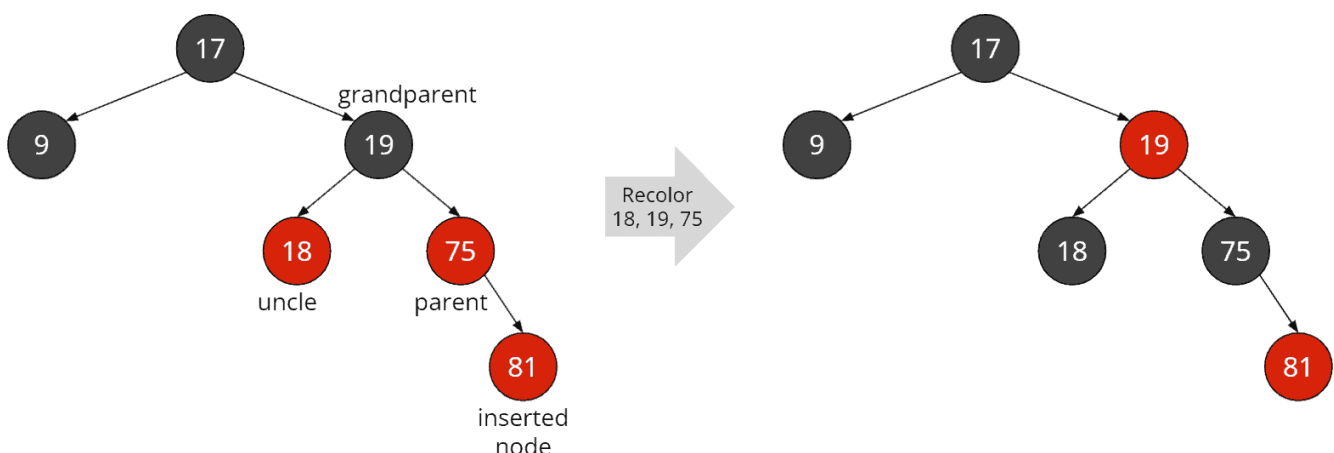 17
17
grandparent
9
19
9
19
Recolor
18, 19, 75
18
75
18
75
uncle
parent
81
81
inserted
node